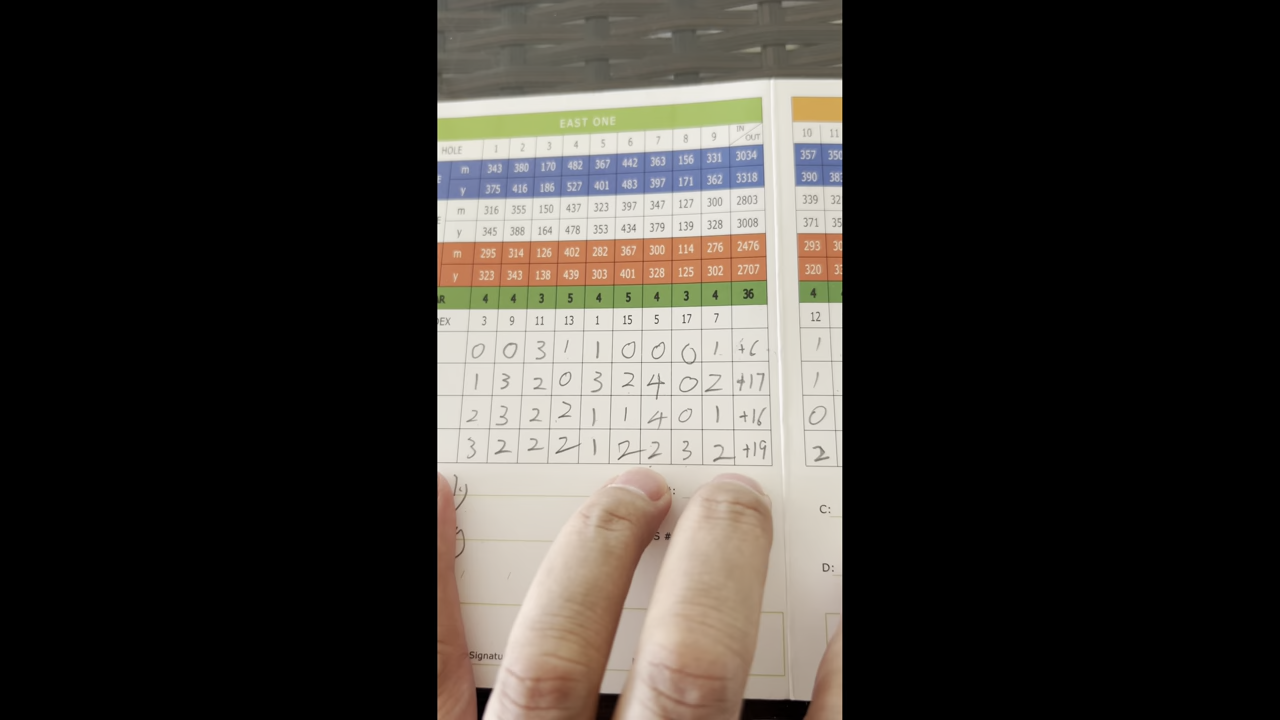 EAST ONE
HOLE 1 2 3 4 5 6 7 8 9 IN OUT 10 11
m 343 380 170 482 367 442 363 156 331 3034 357 350
y 375 416 186 527 401 483 397 171 362 3318 390 383
m 316 355 150 437 323 397 347 127 300 2803 339
y 345 388 164 478 353 434 379 139 328 3008 371
m 295 314 126 402 282 367 300 114 276 2476 293
y 323 343 138 439 303 401 328 125 302 2707 320
4 4 3 5 4 5 4 3 4 36 4
3 9 11 13 1 15 5 17 7 12
0 0 3 1 1 0 0 0 1 +6 1
1 3 2 0 3 2 4 0 2 +17 1
2 3 2 2 1 1 4 0 1 +16 0
3 2 2 2 1 2 2 3 2 +19 2
C:
S #
D:
Signatu